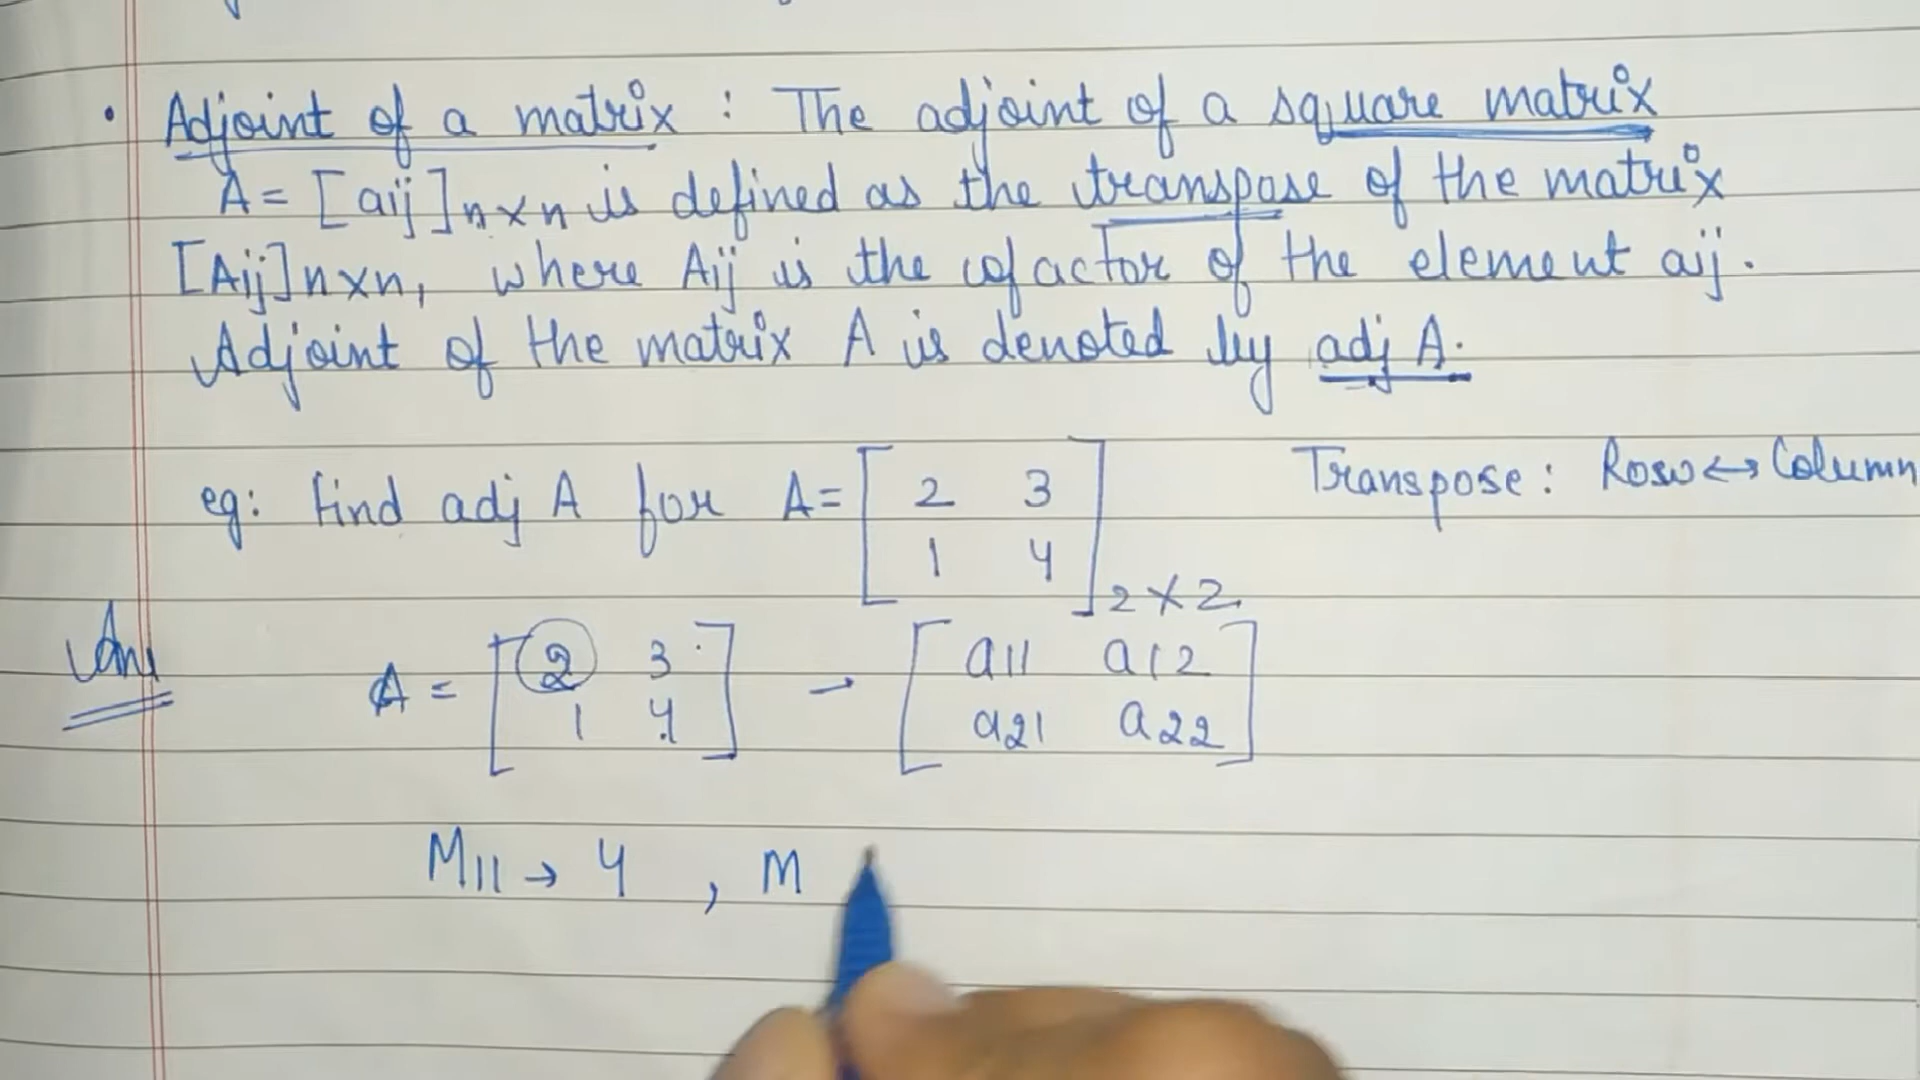 • Adjoint of a matrix : The adjoint of a square matrix
A = [aij]n×n is defined as the transpose of the matrix
[Aij]n×n, where Aij is the cofactor of the element aij.
Adjoint of the matrix A is denoted by adj A.
eg: find adj A for A = [ 2 3
1 4 ]2×2
Transpose : Row ↔ Column
Ans
A = [ 2 3
1 4 ]
→ [ a11 a12
a21 a22 ]
M11 → 4 , M